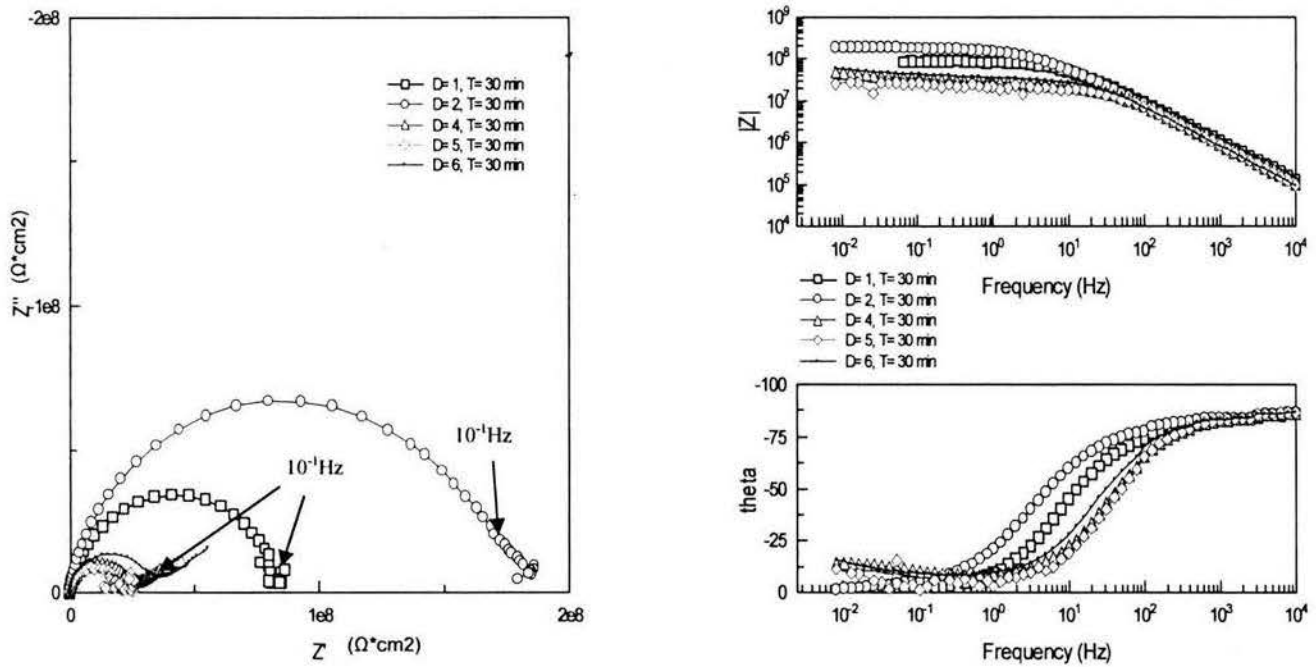 -2e8
D= 1, T= 30 min
D= 2, T= 30 min
D= 4, T= 30 min
D= 5, T= 30 min
D= 6, T= 30 min
Z'' (Ω*cm2)
-1e8
10⁻¹Hz
10⁻¹Hz
0
0
1e8
2e8
Z' (Ω*cm2)
10⁹
10⁸
10⁷
10⁶
10⁵
10⁴
|Z|
10⁻²
10⁻¹
10⁰
10¹
10²
10³
10⁴
Frequency (Hz)
D= 1, T= 30 min
D= 2, T= 30 min
D= 4, T= 30 min
D= 5, T= 30 min
D= 6, T= 30 min
-100
-75
-50
-25
0
theta
10⁻²
10⁻¹
10⁰
10¹
10²
10³
10⁴
Frequency (Hz)